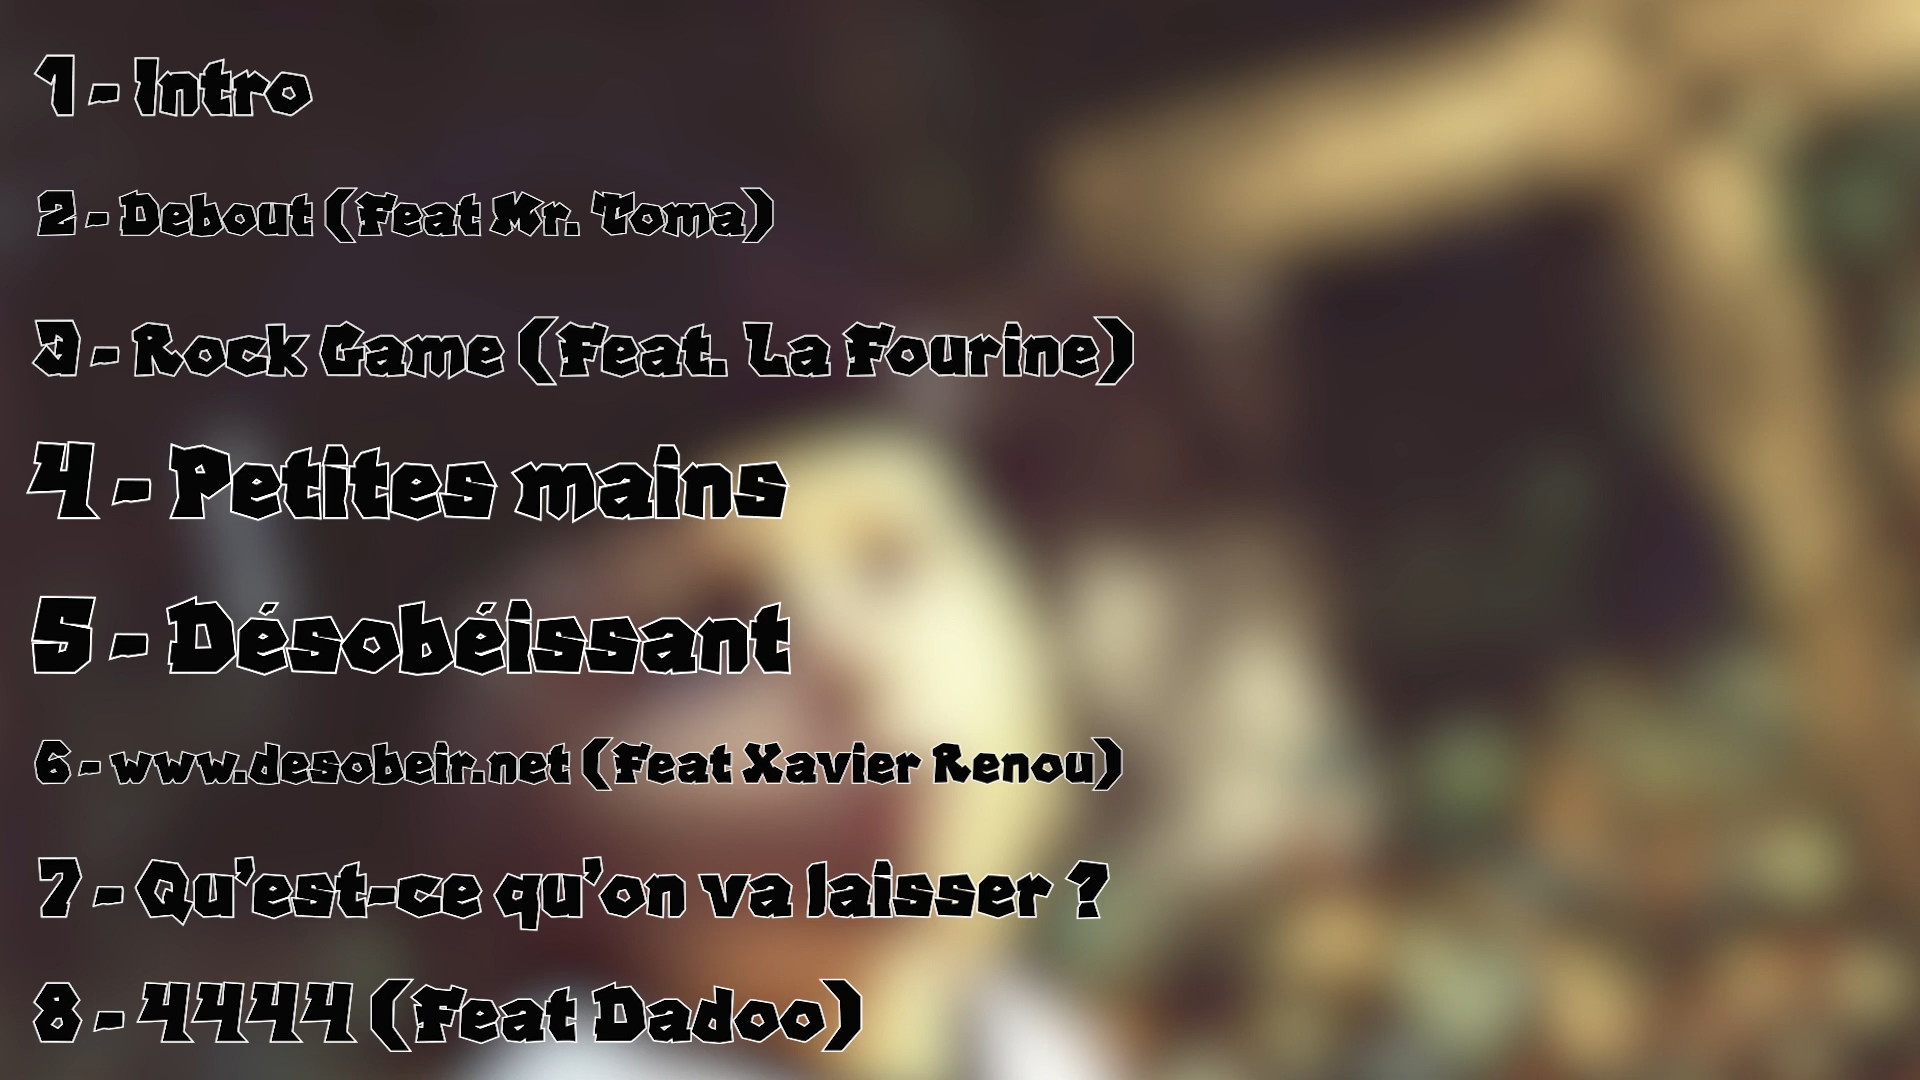 1 - Intro
2 - Debout (Feat Mr. Toma)
3 - Rock Game (Feat. La Fourine)
4 - Petites mains
5 - Désobéissant
6 - www.desobeir.net (Feat Xavier Renou)
7 - Qu'est-ce qu'on va laisser ?
8 - 4444 (Feat Dadoo)